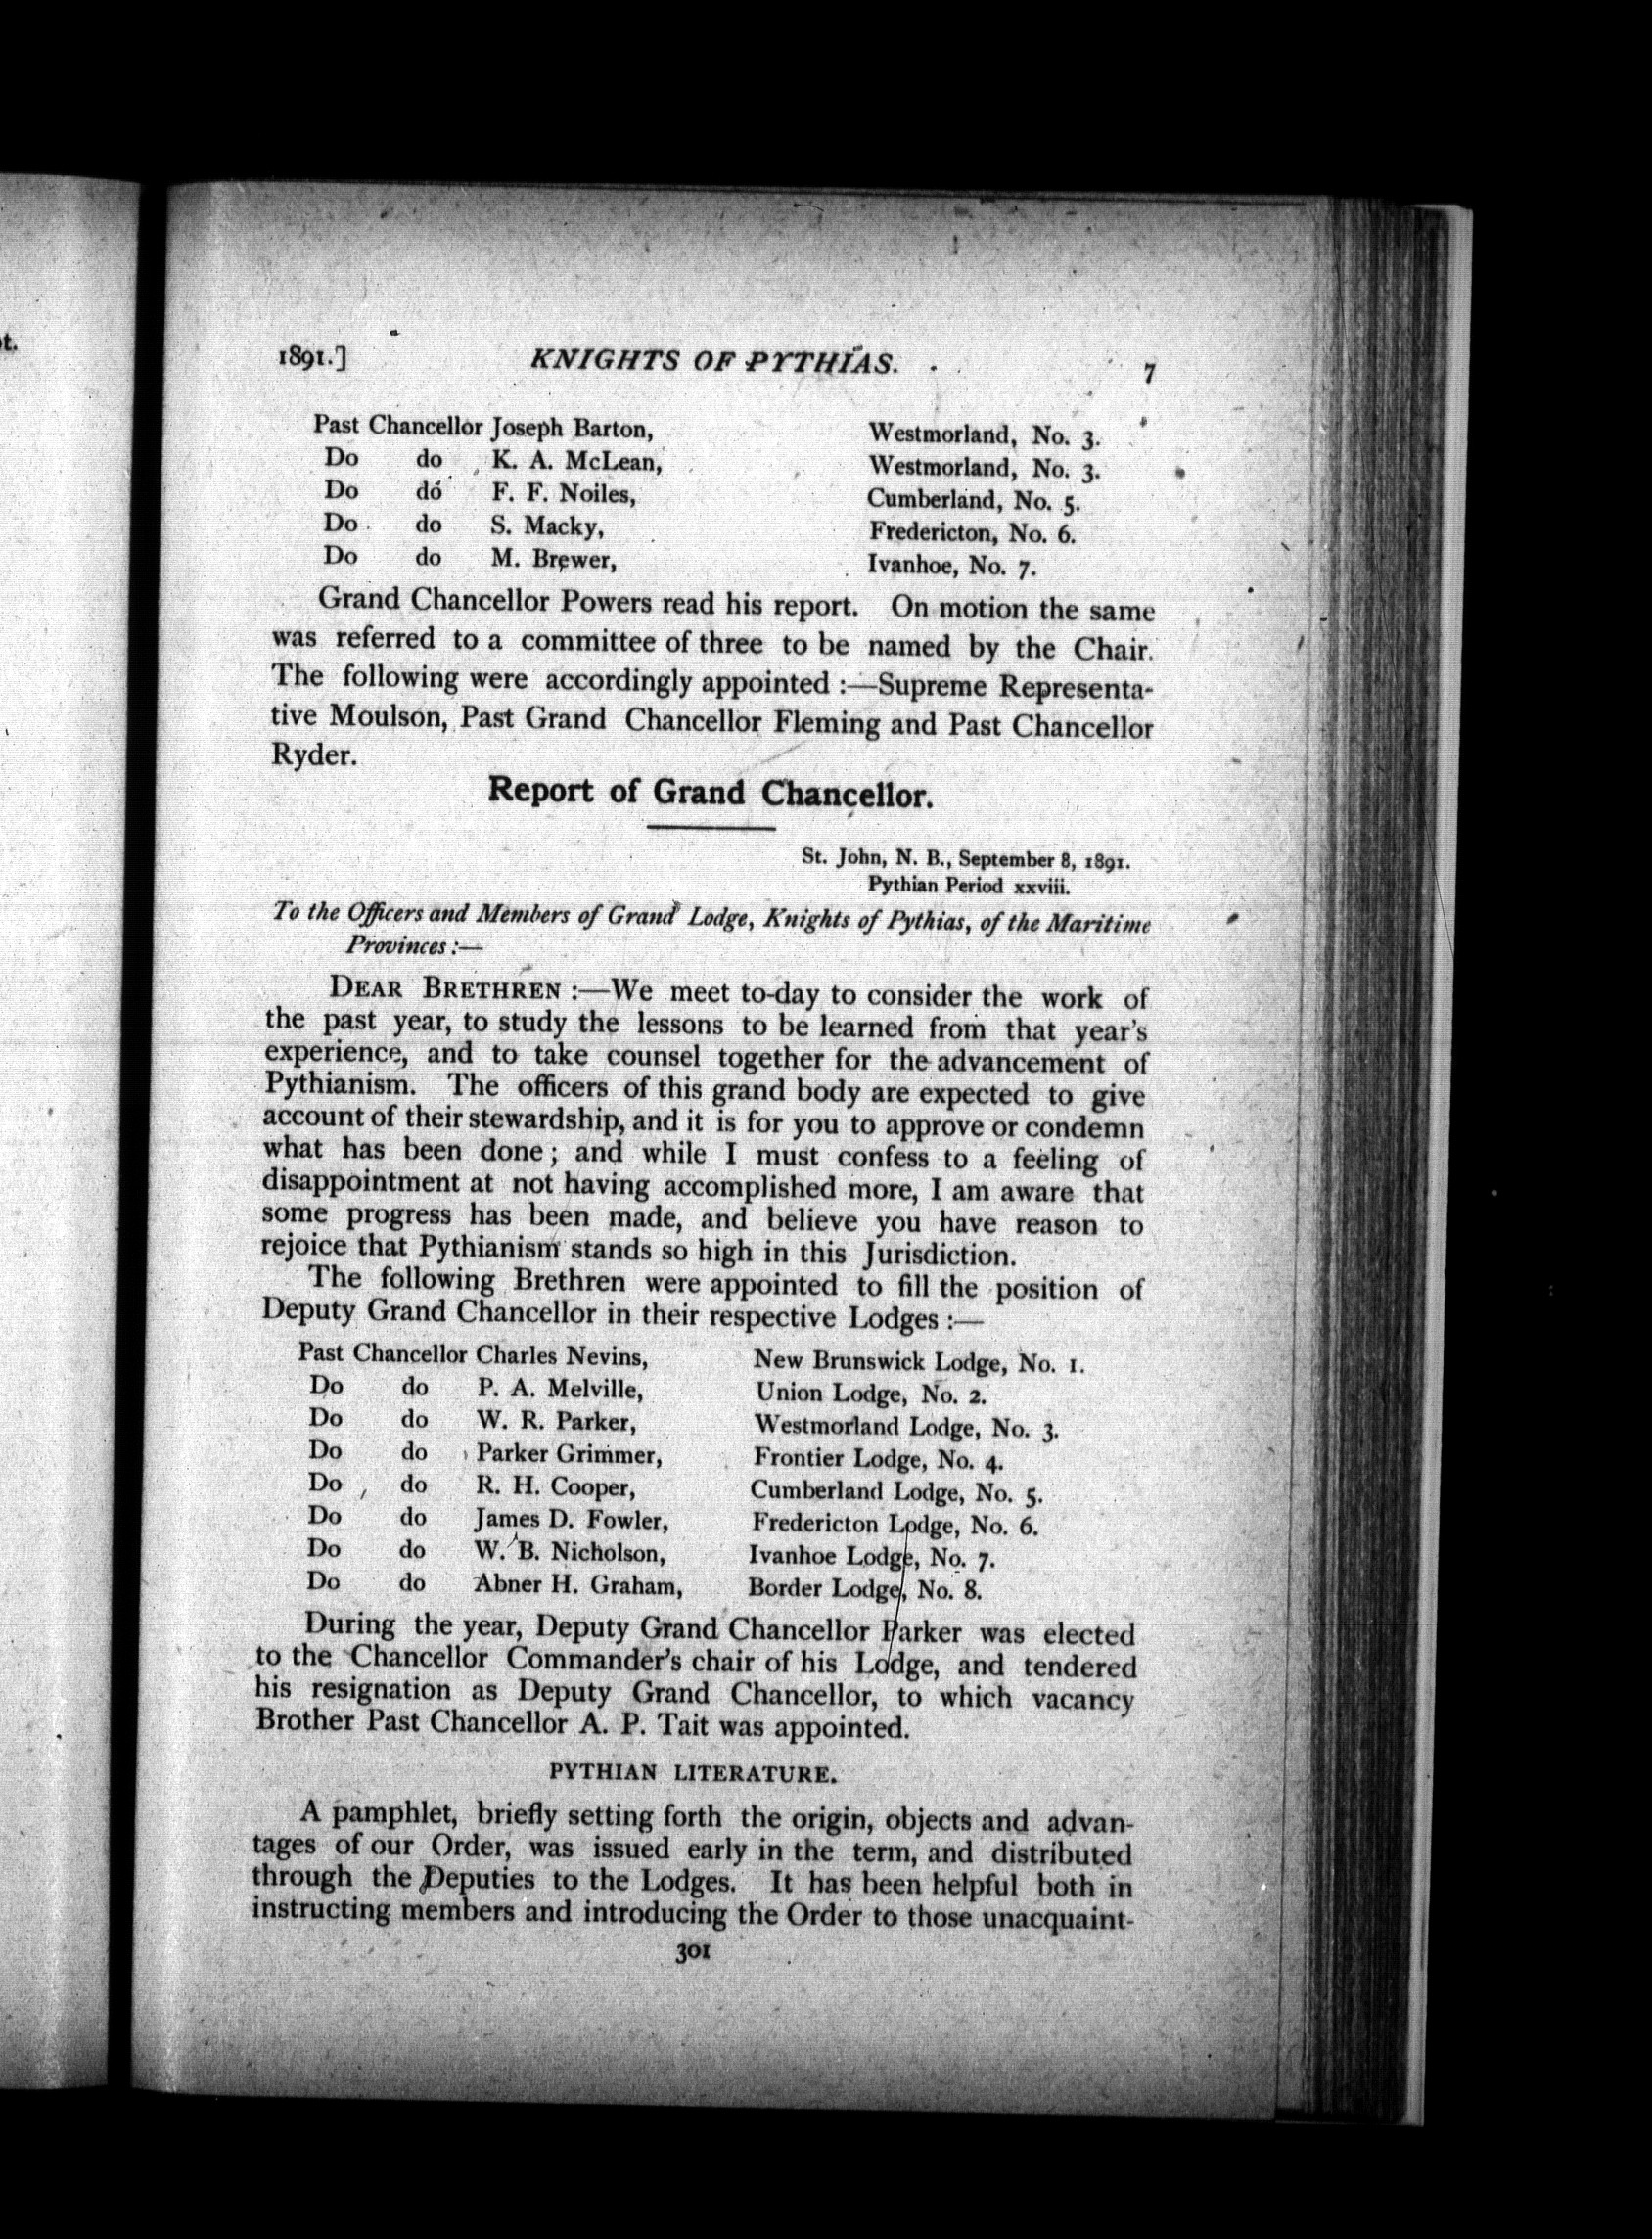 t.
1891.] KNIGHTS OF PYTHIAS. 7
Past Chancellor Joseph Barton, Westmorland, No. 3.
Do do K. A. McLean, Westmorland, No. 3.
Do do F. F. Noiles, Cumberland, No. 5.
Do do S. Macky, Fredericton, No. 6.
Do do M. Brewer, Ivanhoe, No. 7.
Grand Chancellor Powers read his report. On motion the same
was referred to a committee of three to be named by the Chair.
The following were accordingly appointed :—Supreme Representa-
tive Moulson, Past Grand Chancellor Fleming and Past Chancellor
Ryder.
Report of Grand Chancellor.
St. John, N. B., September 8, 1891.
Pythian Period xxviii.
To the Officers and Members of Grand Lodge, Knights of Pythias, of the Maritime
Provinces :—
DEAR BRETHREN :—We meet to-day to consider the work of
the past year, to study the lessons to be learned from that year's
experience, and to take counsel together for the advancement of
Pythianism. The officers of this grand body are expected to give
account of their stewardship, and it is for you to approve or condemn
what has been done; and while I must confess to a feeling of
disappointment at not having accomplished more, I am aware that
some progress has been made, and believe you have reason to
rejoice that Pythianism stands so high in this Jurisdiction.
The following Brethren were appointed to fill the position of
Deputy Grand Chancellor in their respective Lodges :—
Past Chancellor Charles Nevins, New Brunswick Lodge, No. 1.
Do do P. A. Melville, Union Lodge, No. 2.
Do do W. R. Parker, Westmorland Lodge, No. 3.
Do do Parker Grimmer, Frontier Lodge, No. 4.
Do do R. H. Cooper, Cumberland Lodge, No. 5.
Do do James D. Fowler, Fredericton Lodge, No. 6.
Do do W. B. Nicholson, Ivanhoe Lodge, No. 7.
Do do Abner H. Graham, Border Lodge, No. 8.
During the year, Deputy Grand Chancellor Parker was elected
to the Chancellor Commander's chair of his Lodge, and tendered
his resignation as Deputy Grand Chancellor, to which vacancy
Brother Past Chancellor A. P. Tait was appointed.
PYTHIAN LITERATURE.
A pamphlet, briefly setting forth the origin, objects and advan-
tages of our Order, was issued early in the term, and distributed
through the Deputies to the Lodges. It has been helpful both in
instructing members and introducing the Order to those unacquaint-
301